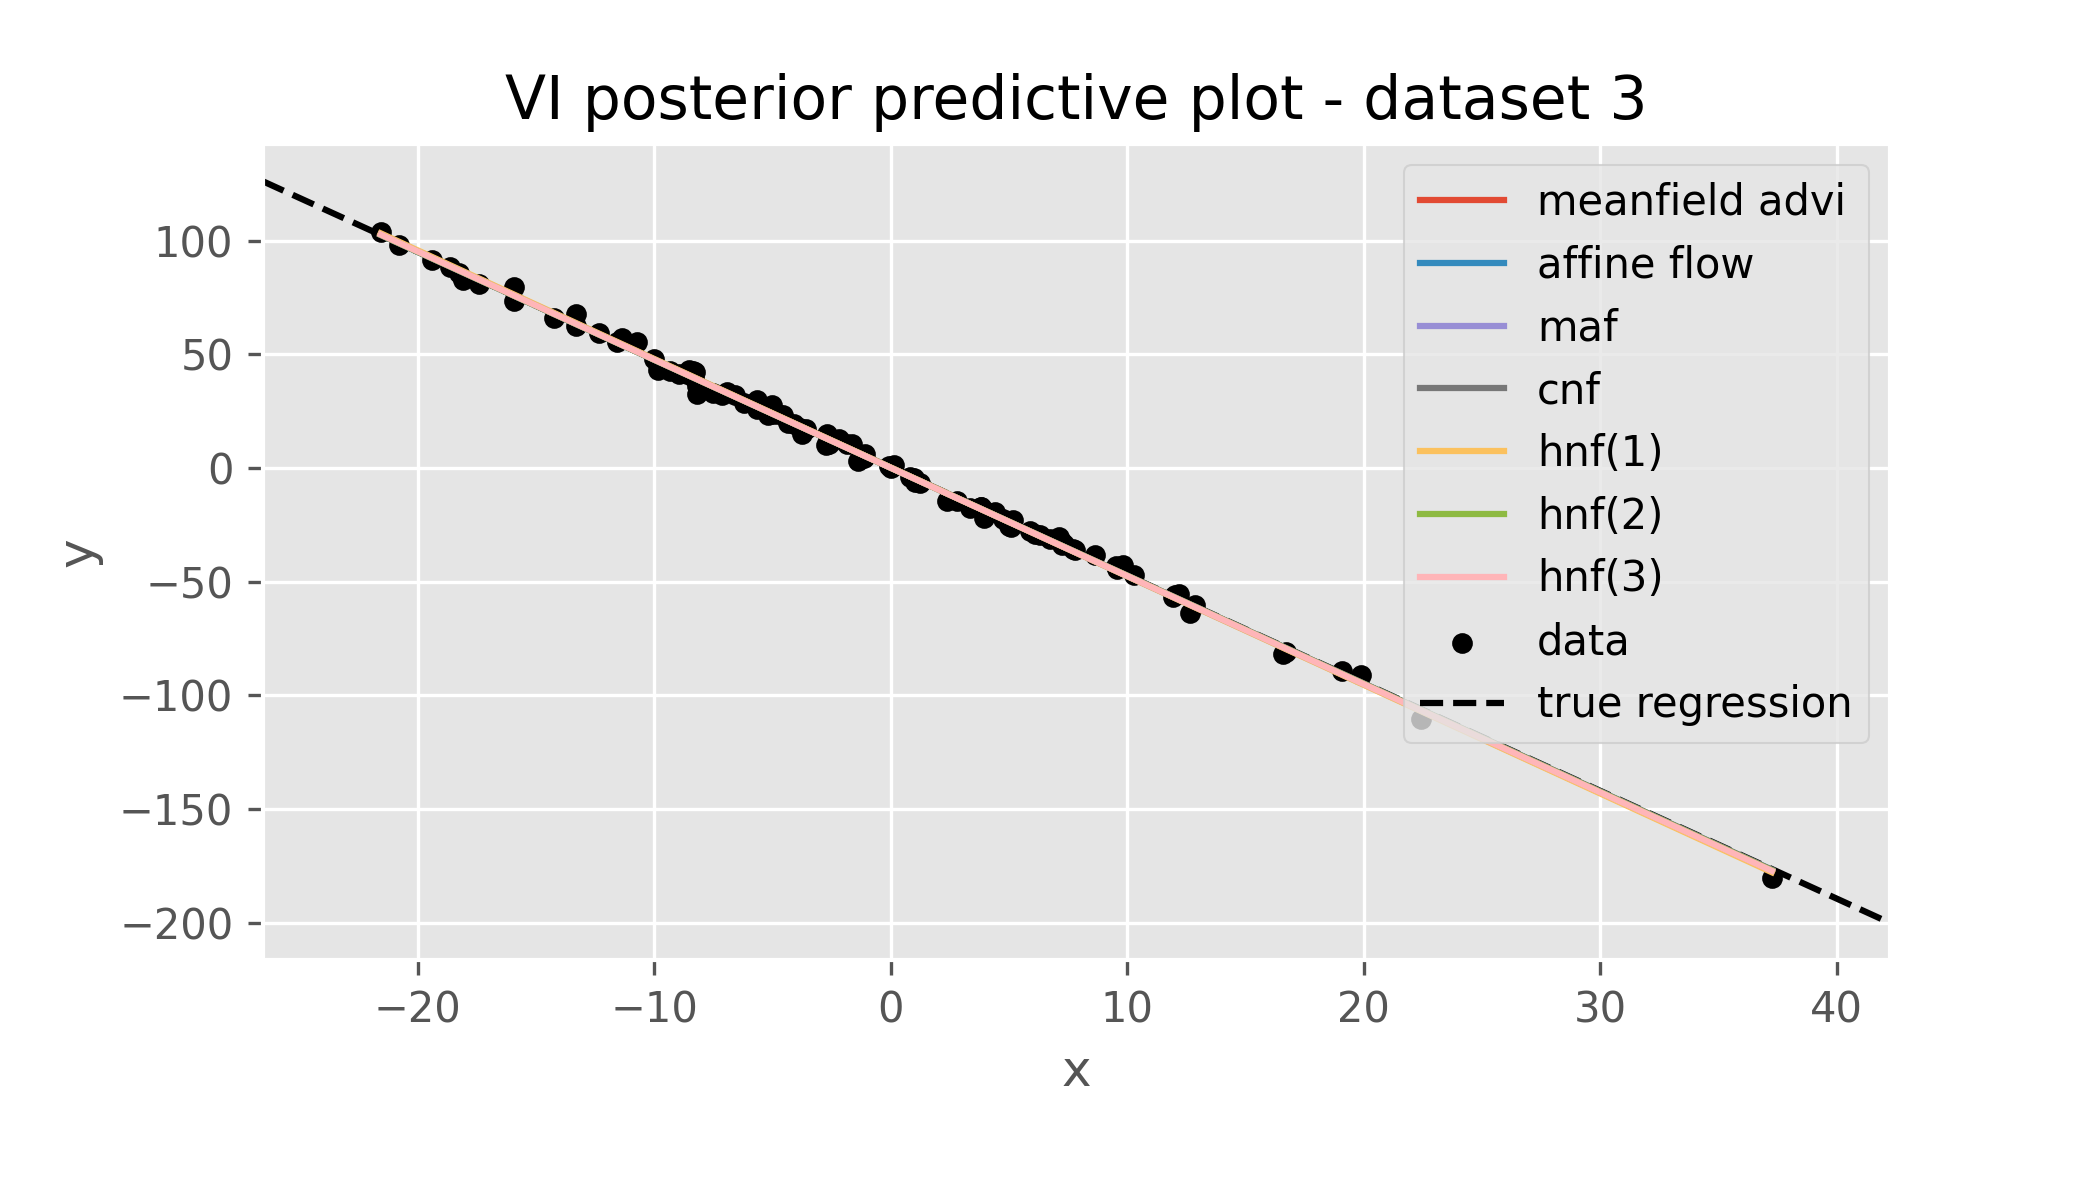 VI posterior predictive plot - dataset 3
meanfield advi
affine flow
maf
cnf
hnf(1)
hnf(2)
hnf(3)
data
true regression
y
100
50
0
−50
−100
−150
−200
−20 −10 0 10 20 30 40
x